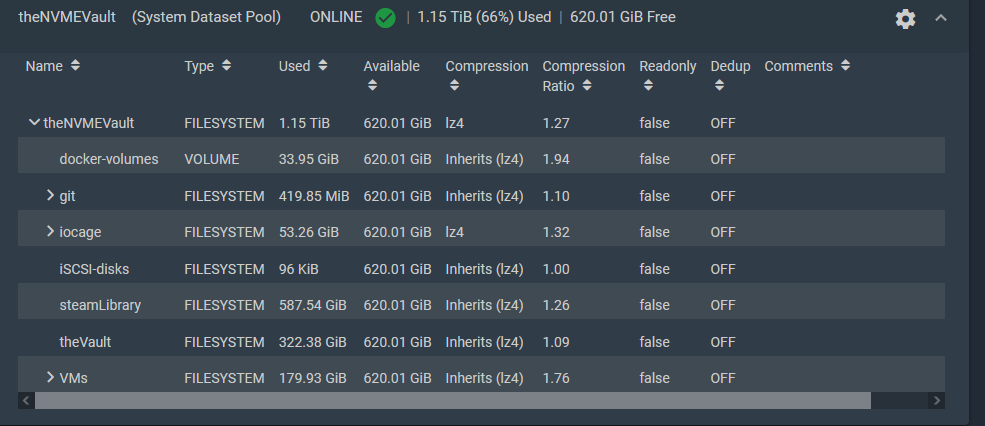 theNVMEVault (System Dataset Pool) ONLINE | 1.15 TiB (66%) Used | 620.01 GiB Free
Name Type Used Available Compression Compression Ratio Readonly Dedup Comments
theNVMEVault FILESYSTEM 1.15 TiB 620.01 GiB lz4 1.27 false OFF
docker-volumes VOLUME 33.95 GiB 620.01 GiB Inherits (lz4) 1.94 false OFF
git FILESYSTEM 419.85 MiB 620.01 GiB Inherits (lz4) 1.10 false OFF
iocage FILESYSTEM 53.26 GiB 620.01 GiB lz4 1.32 false OFF
iSCSI-disks FILESYSTEM 96 KiB 620.01 GiB Inherits (lz4) 1.00 false OFF
steamLibrary FILESYSTEM 587.54 GiB 620.01 GiB Inherits (lz4) 1.26 false OFF
theVault FILESYSTEM 322.38 GiB 620.01 GiB Inherits (lz4) 1.09 false OFF
VMs FILESYSTEM 179.93 GiB 620.01 GiB Inherits (lz4) 1.76 false OFF